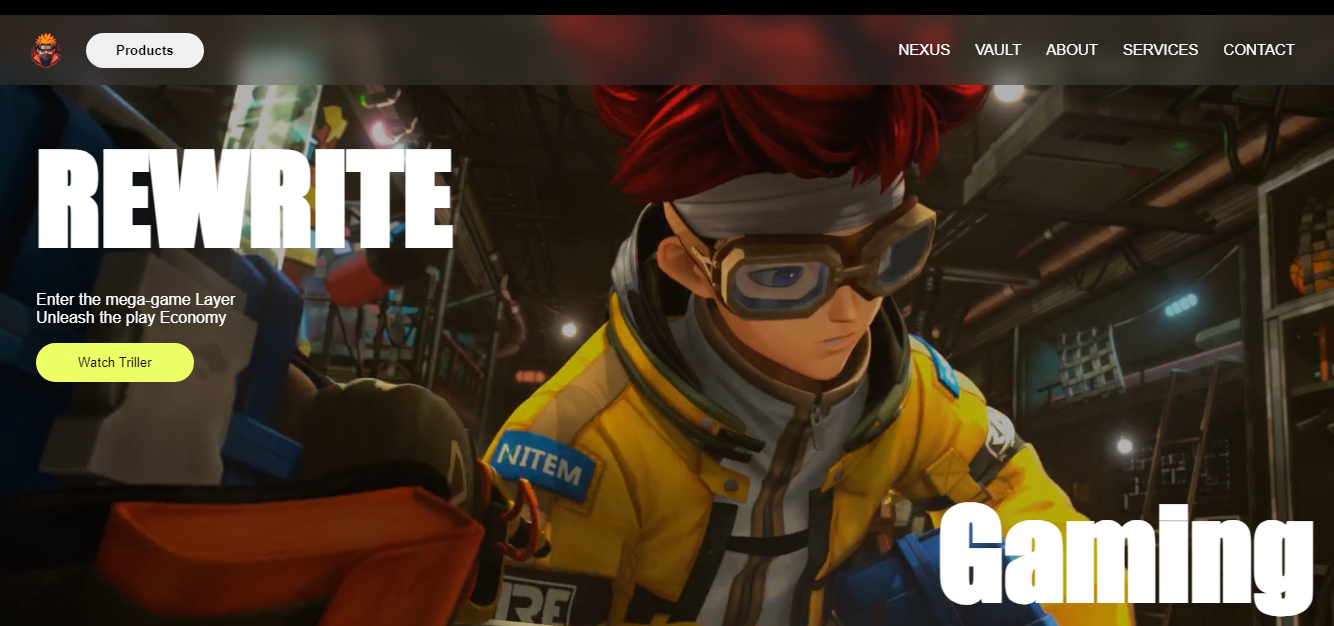 Products
NEXUS VAULT ABOUT SERVICES CONTACT
REWRITE
Enter the mega-game Layer
Unleash the play Economy
Watch Triller
NITEM
Gaming